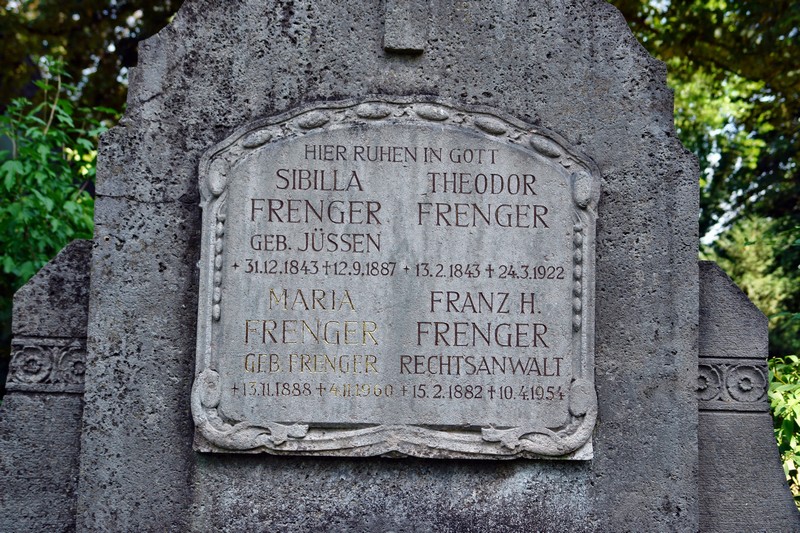 HIER RUHEN IN GOTT
SIBILLA THEODOR
FRENGER FRENGER
GEB. JÜSSEN
+ 31.12.1843 + 12.9.1887 + 13.2.1843 + 24.3.1922
MARIA FRANZ H.
FRENGER FRENGER
GEB. FRENGER RECHTSANWALT
+ 13.11.1888 + 4.11.1960 + 15.2.1882 + 10.4.1954